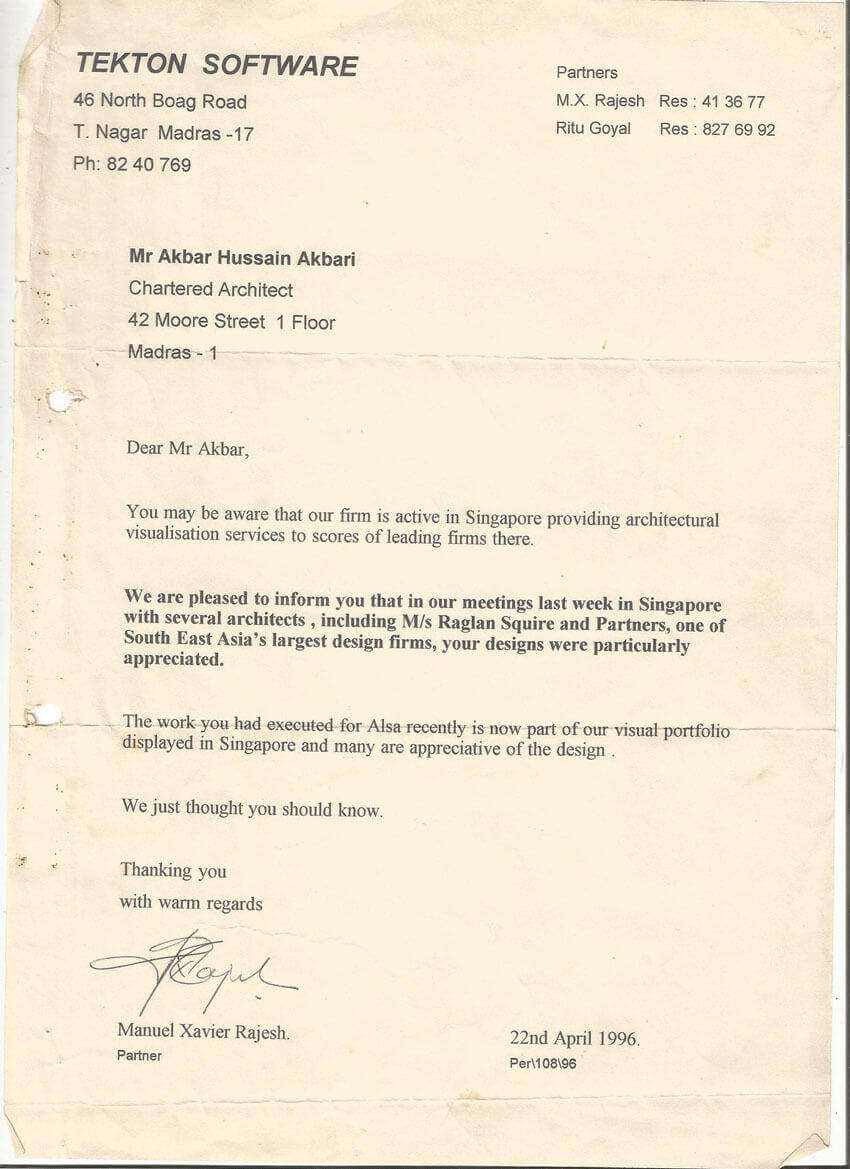 TEKTON SOFTWARE
46 North Boag Road
T. Nagar Madras -17
Ph: 82 40 769
Partners
M.X. Rajesh Res : 41 36 77
Ritu Goyal Res : 827 69 92
Mr Akbar Hussain Akbari
Chartered Architect
42 Moore Street 1 Floor
Madras - 1
Dear Mr Akbar,
You may be aware that our firm is active in Singapore providing architectural
visualisation services to scores of leading firms there.
We are pleased to inform you that in our meetings last week in Singapore
with several architects , including M/s Raglan Squire and Partners, one of
South East Asia's largest design firms, your designs were particularly
appreciated.
The work you had executed for Alsa recently is now part of our visual portfolio
displayed in Singapore and many are appreciative of the design .
We just thought you should know.
Thanking you
with warm regards
Manuel Xavier Rajesh.
Partner
22nd April 1996.
Per\108\96